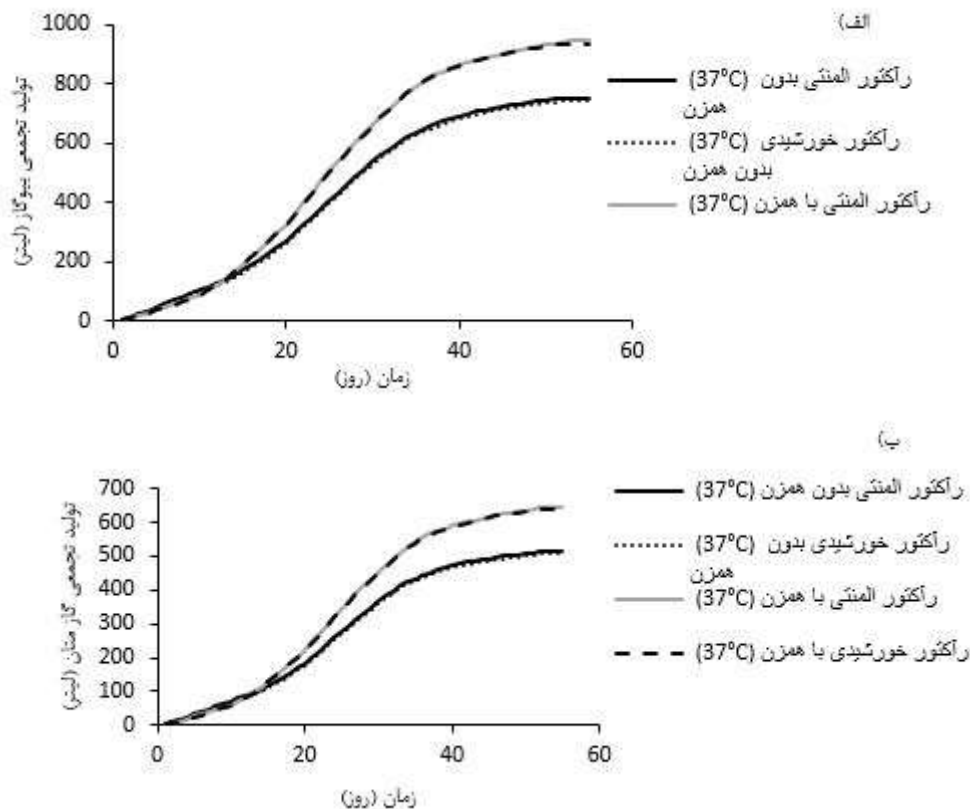 الف)
1000
800
600
400
200
0
تولید تجمعی بیوگاز (لیتر)
0 20 40 60
زمان (روز)
رآکتور المنتی بدون (37°C)
همزن
رآکتور خورشیدی (37°C)
بدون همزن
رآکتور المنتی با همزن (37°C)
ب)
700
600
500
400
300
200
100
0
تولید تجمعی گاز متان (لیتر)
0 20 40 60
زمان (روز)
رآکتور المنتی بدون همزن (37°C)
رآکتور خورشیدی بدون (37°C)
همزن
رآکتور المنتی با همزن (37°C)
رآکتور خورشیدی با همزن (37°C)